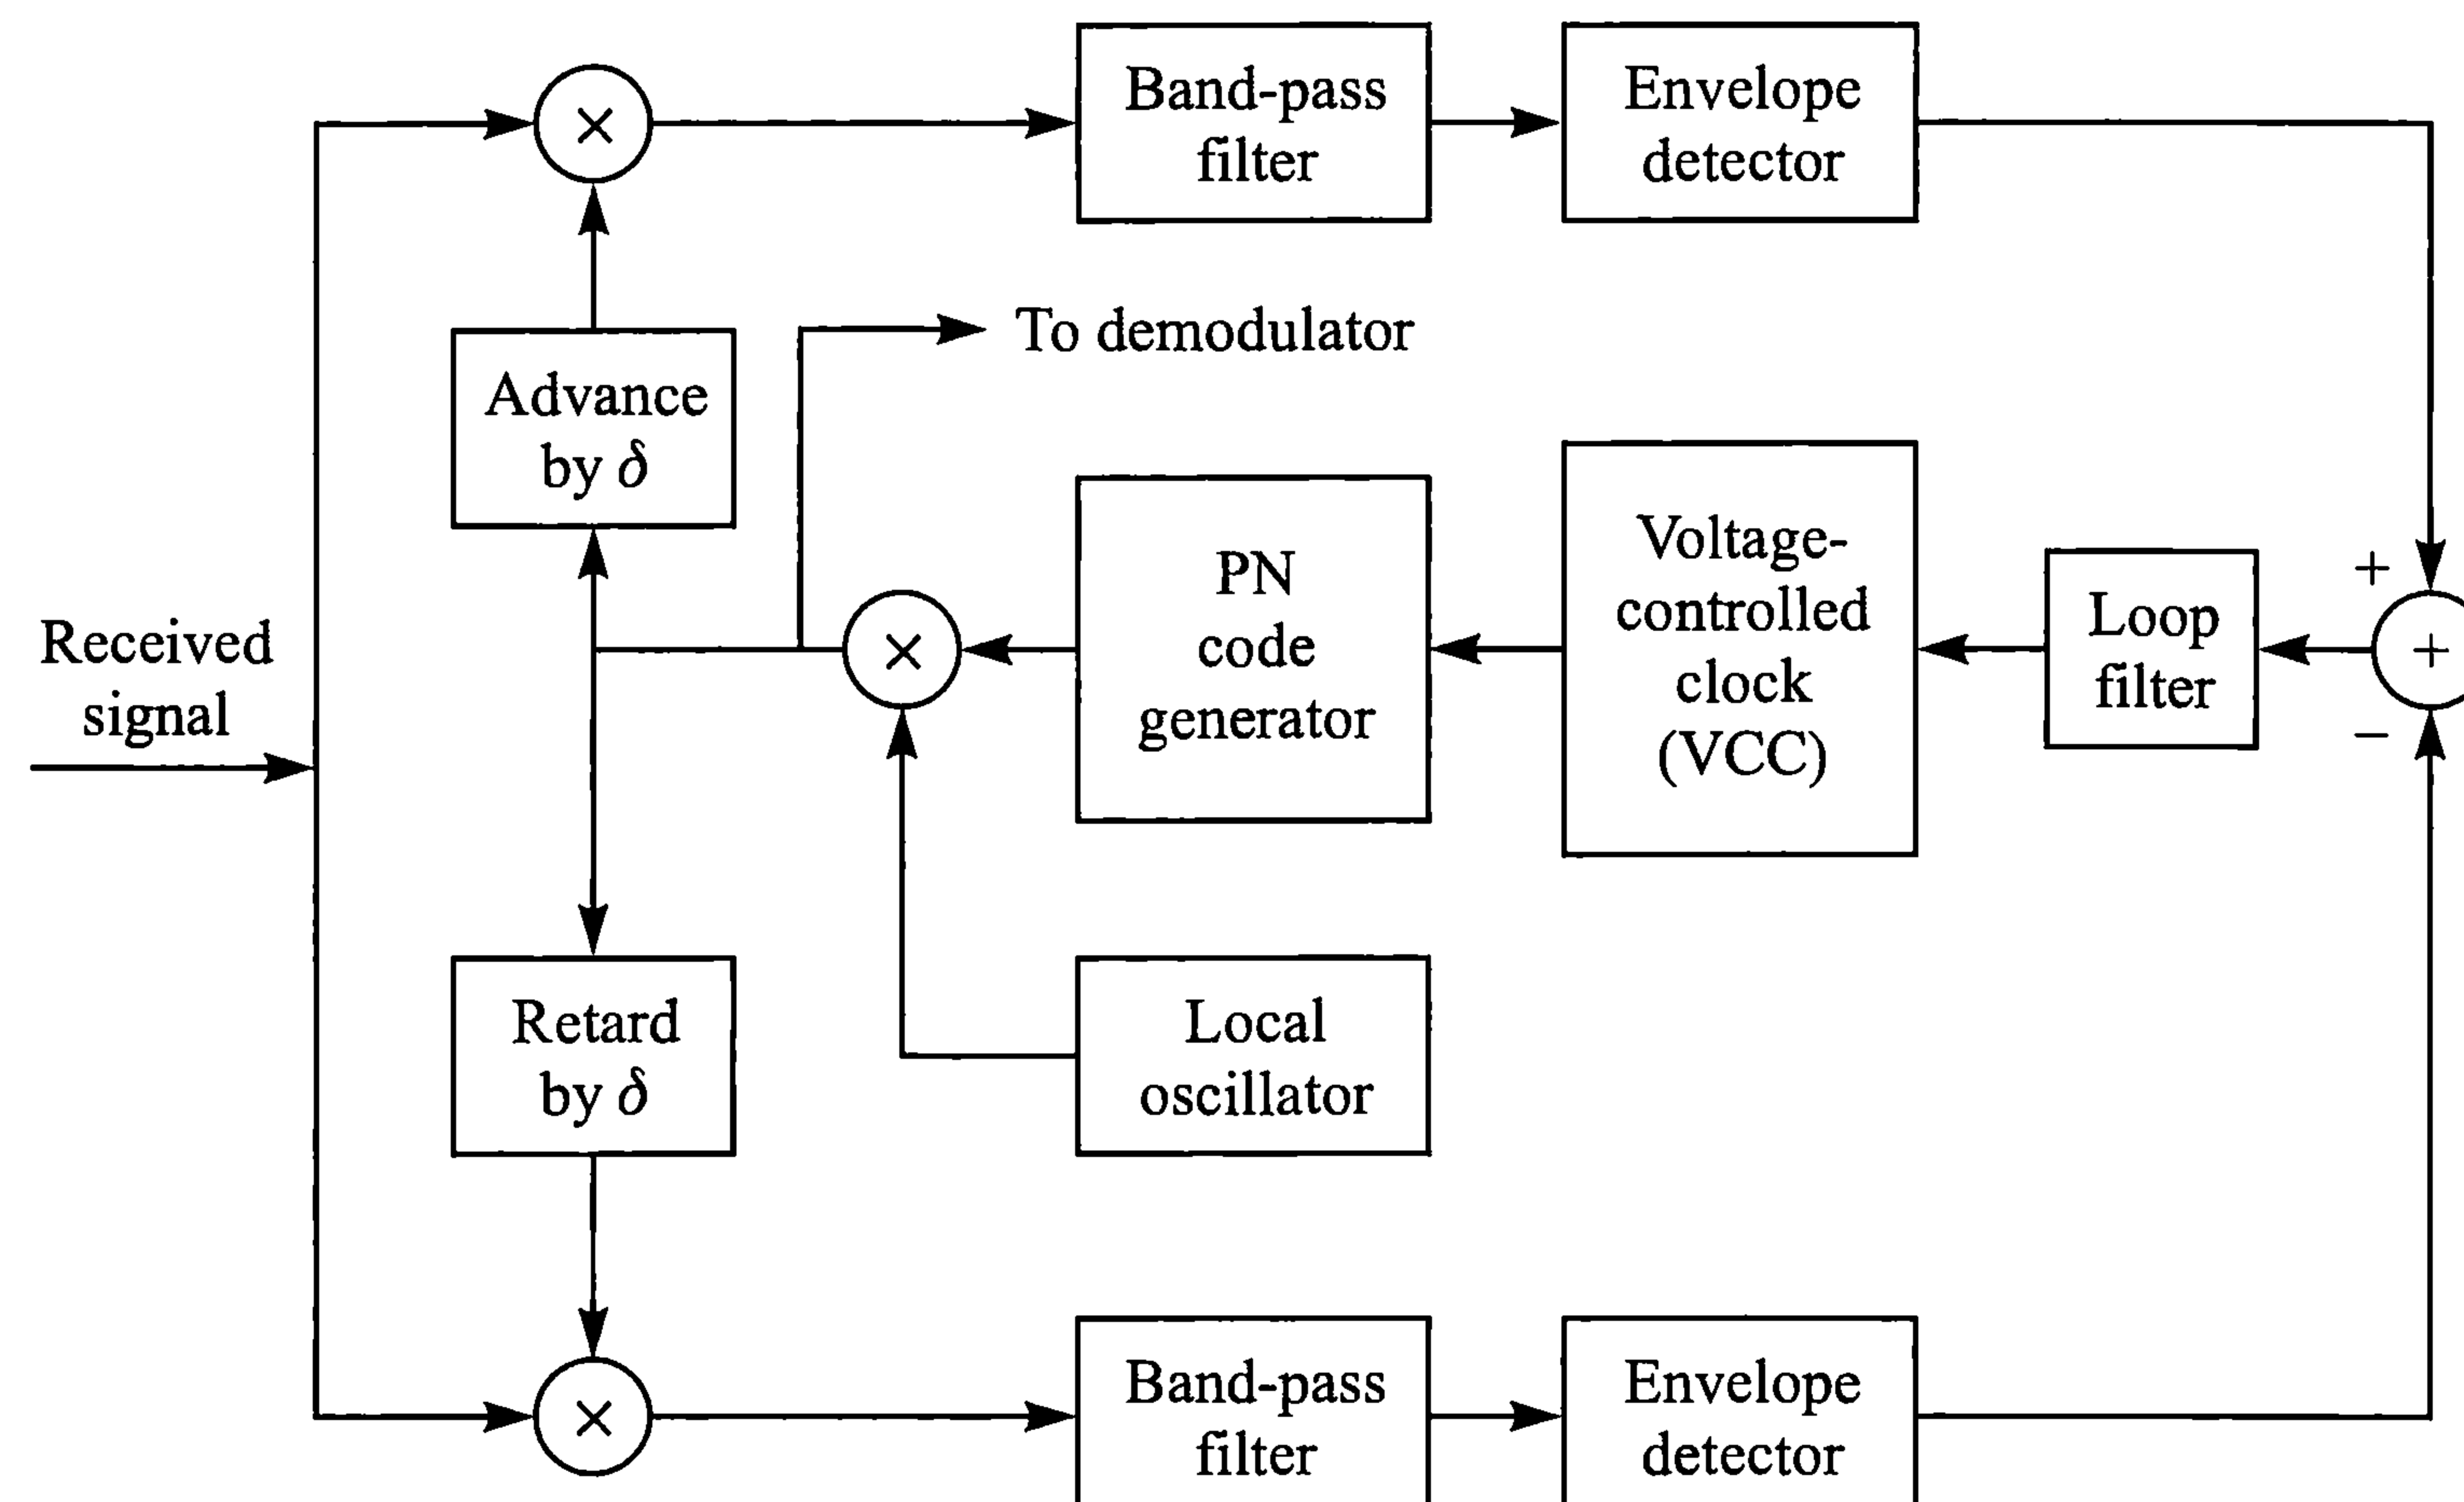 Band-pass
filter
Envelope
detector
×
To demodulator
Advance
by δ
PN
code
generator
Voltage-
controlled
clock
(VCC)
Loop
filter
+
+
−
×
Received
signal
Retard
by δ
Local
oscillator
×
Band-pass
filter
Envelope
detector